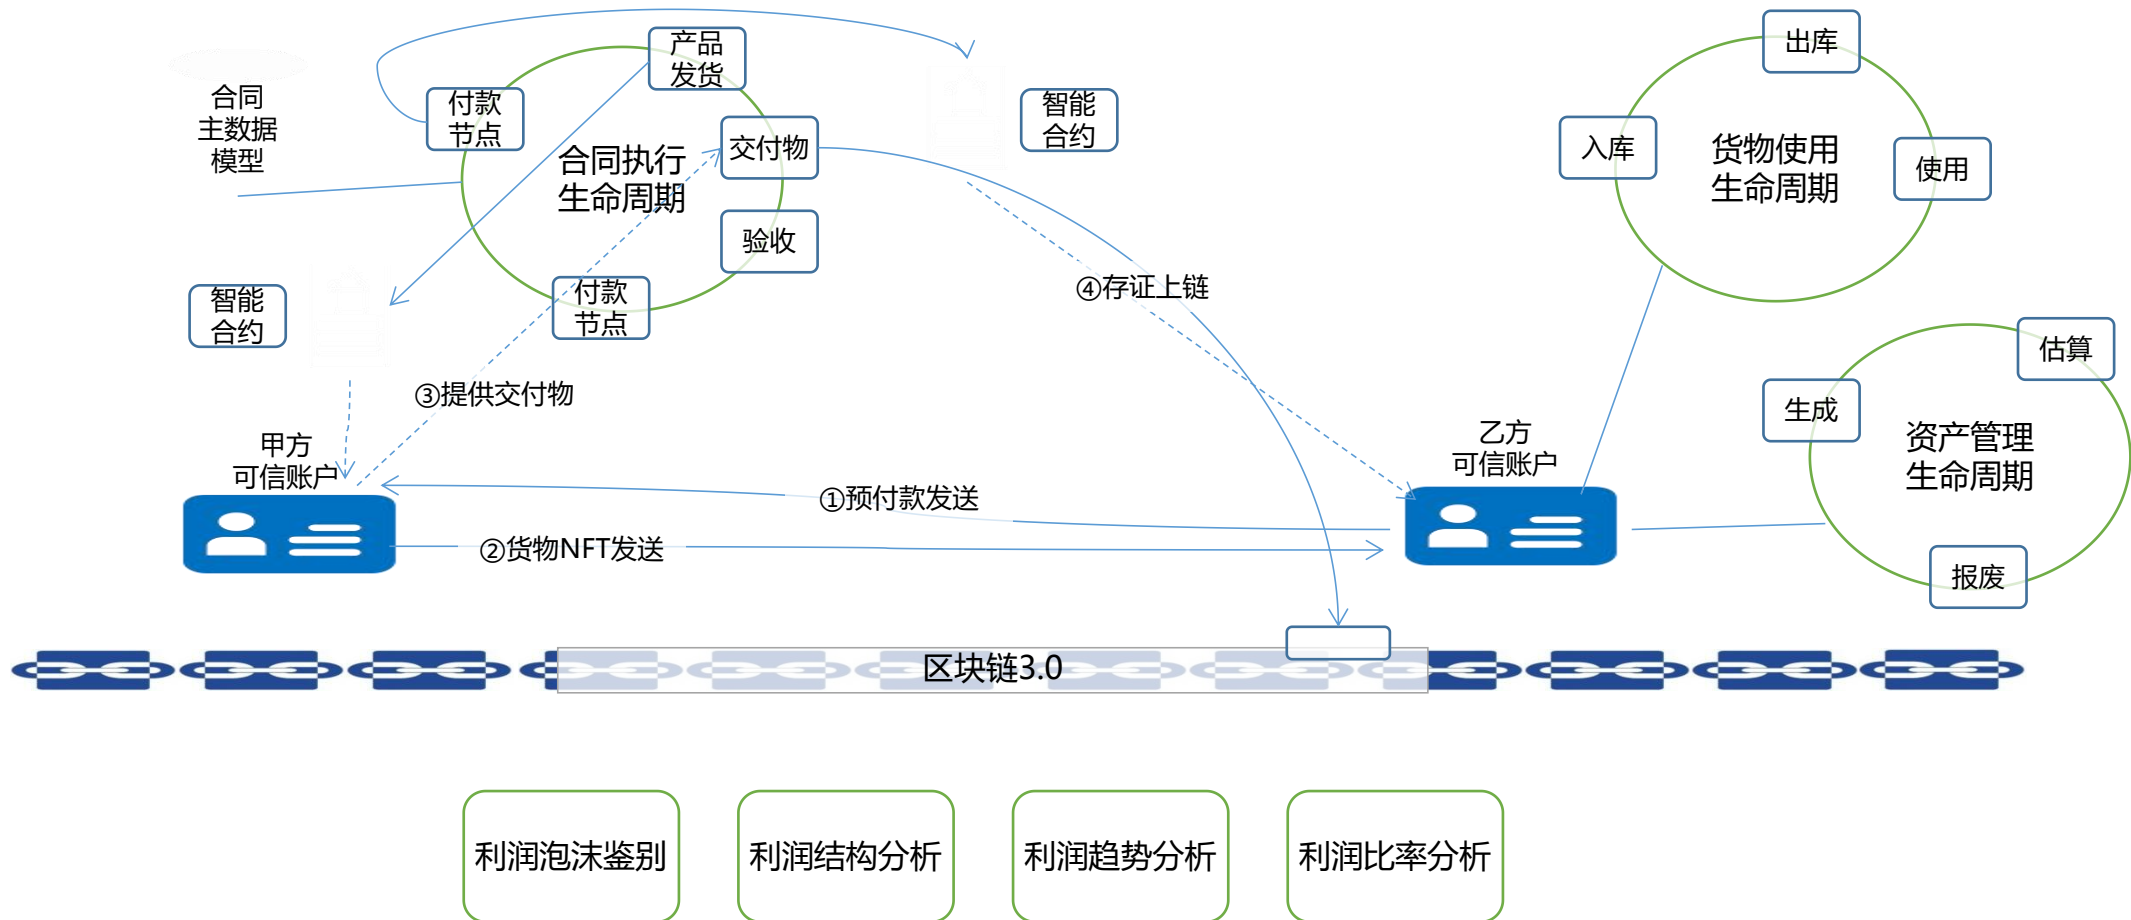 产品
发货
出库
合同
主数据
模型
付款
节点
智能
合约
交付物
入库
货物使用
生命周期
使用
合同执行
生命周期
验收
④存证上链
智能
合约
付款
节点
估算
③提供交付物
生成
资产管理
生命周期
甲方
可信账户
乙方
可信账户
①预付款发送
②货物NFT发送
报废
区块链3.0
利润泡沫鉴别
利润结构分析
利润趋势分析
利润比率分析